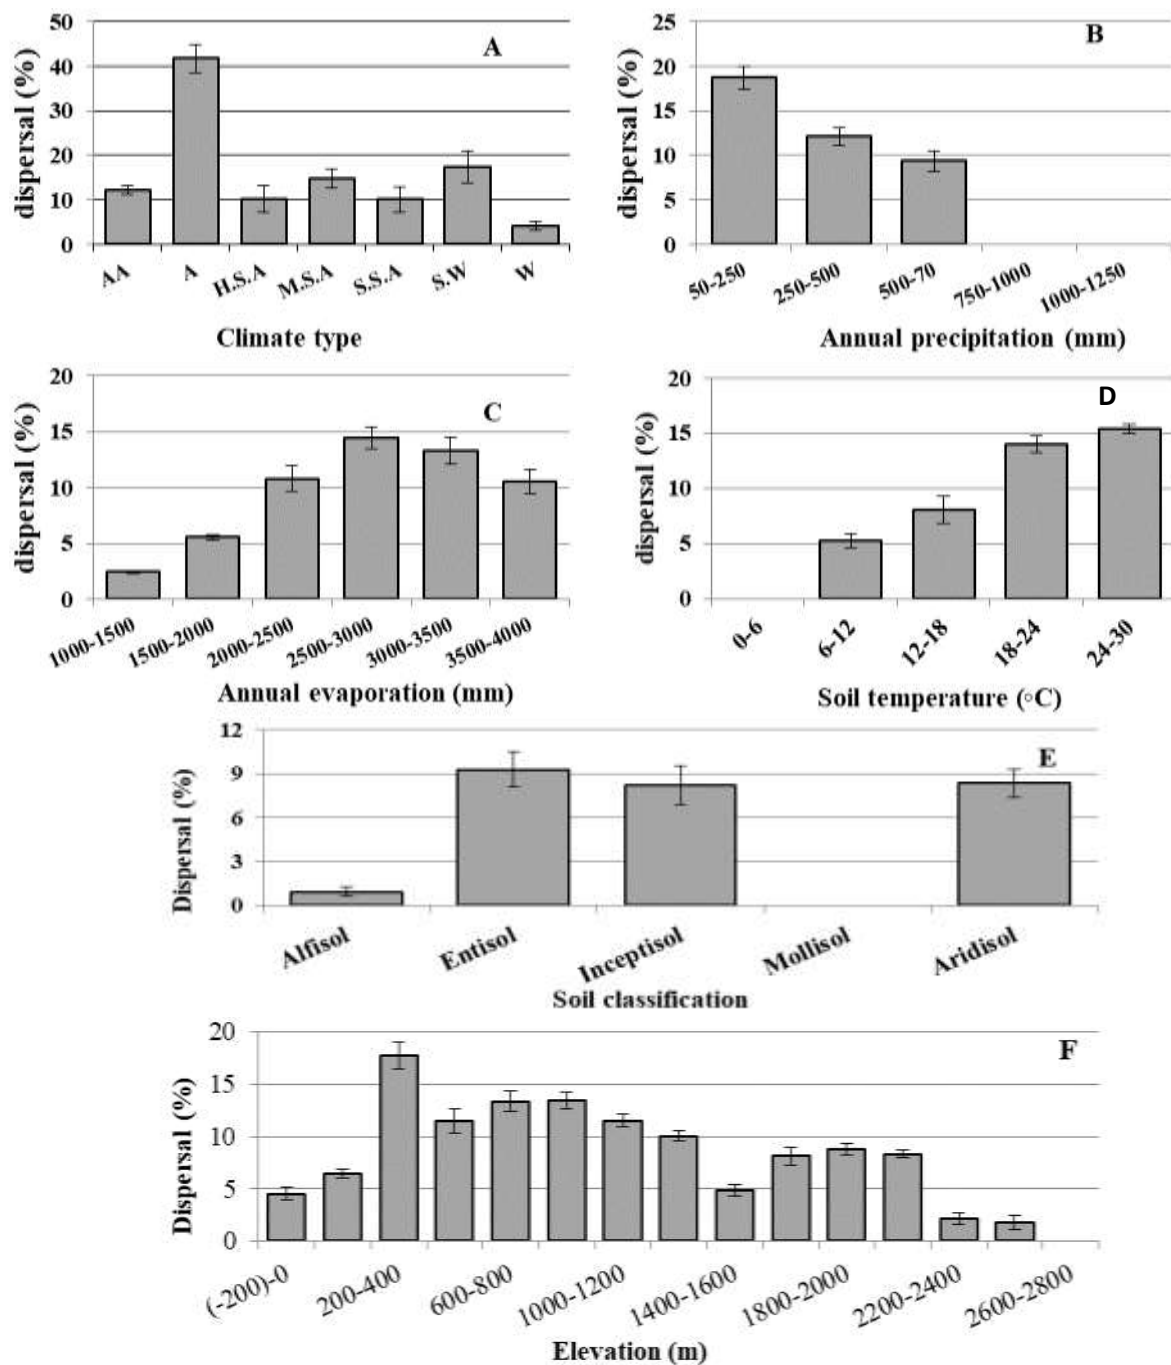 A
dispersal (%)
50
40
30
20
10
0
AA
A
H.S.A
M.S.A
S.S.A
S.W
W
Climate type
B
dispersal (%)
25
20
15
10
5
0
50-250
250-500
500-70
750-1000
1000-1250
Annual precipitation (mm)
C
dispersal (%)
20
15
10
5
0
1000-1500
1500-2000
2000-2500
2500-3000
3000-3500
3500-4000
Annual evaporation (mm)
D
dispersal (%)
20
15
10
5
0
0-6
6-12
12-18
18-24
24-30
Soil temperature (◦C)
E
Dispersal (%)
12
9
6
3
0
Alfisol
Entisol
Inceptisol
Mollisol
Aridisol
Soil classification
F
Dispersal (%)
20
15
10
5
0
(-200)-0
200-400
600-800
1000-1200
1400-1600
1800-2000
2200-2400
2600-2800
Elevation (m)